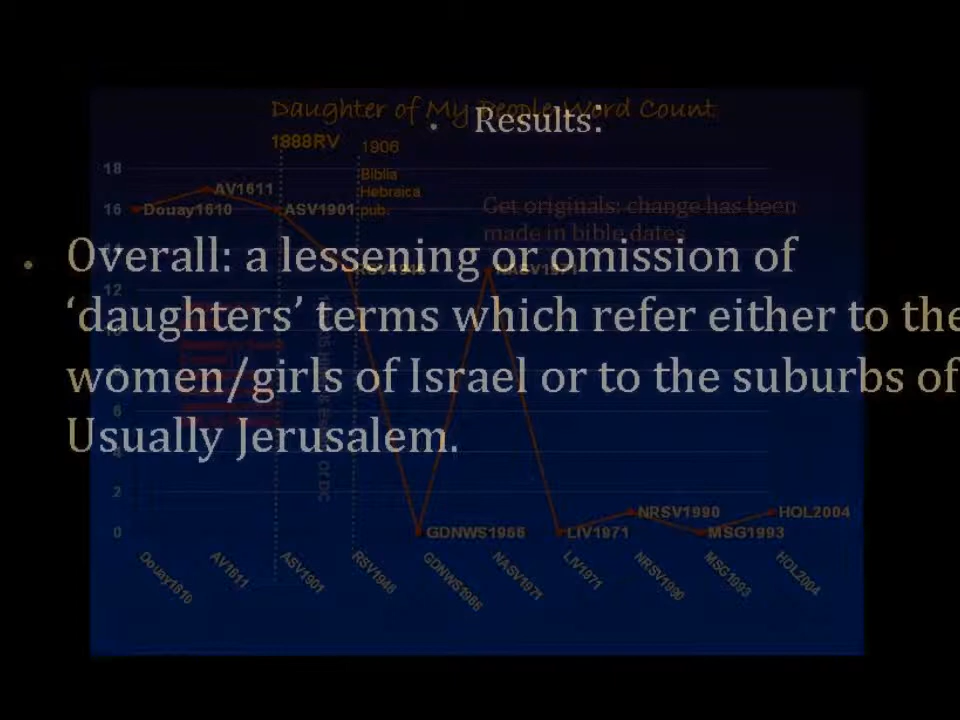 Daughter of My People Word Count
• Results:
1888RV
1906
Biblia
Hebraica
pub.
18
AV1611
16
Douay1610
ASV1901
Get originals: change has been
made in bible dates
• Overall: a lessening or omission of
NASV1971
12
‘daughters’ terms which refer either to the
women/girls of Israel or to the suburbs of
6
Usually Jerusalem.
4
2
NRSV1990
HOL2004
0
GDNWS1966
LIV1971
MSG1993
Douay1610
AV1611
ASV1901
RSV1946
GDNWS1966
NASV1971
LIV1971
NRSV1990
MSG1993
HOL2004